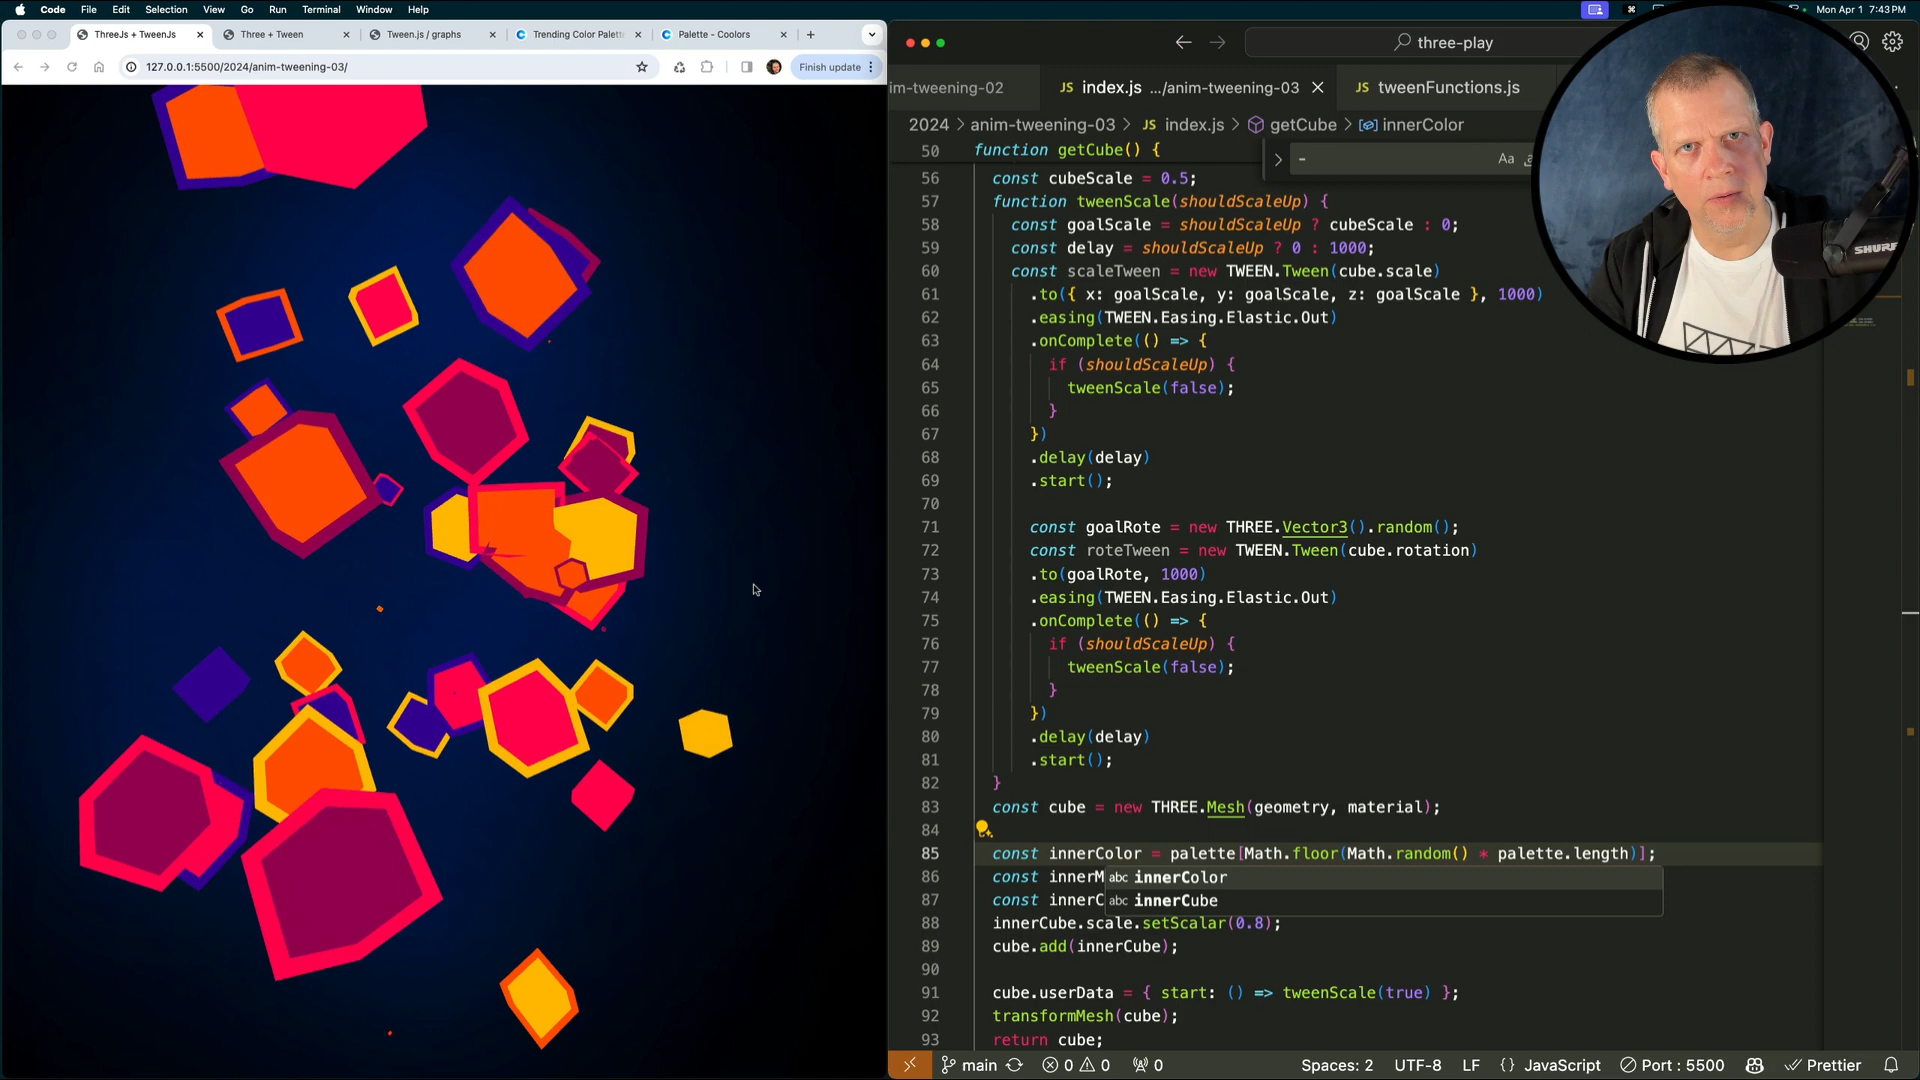 Code File Edit Selection View Go Run Terminal Window Help
Mon Apr 1 7:43 PM
ThreeJs + TweenJs
Three + Tween
Tween.js / graphs
Trending Color Palett
Palette - Coolors
127.0.0.1:5500/2024/anim-tweening-03/
Finish update
three-play
im-tweening-02
JS index.js .../anim-tweening-03
JS tweenFunctions.js
2024 > anim-tweening-03 > JS index.js > getCube > innerColor
50 function getCube() {
> - Aa
56 const cubeScale = 0.5;
57 function tweenScale(shouldScaleUp) {
58 const goalScale = shouldScaleUp ? cubeScale : 0;
59 const delay = shouldScaleUp ? 0 : 1000;
60 const scaleTween = new TWEEN.Tween(cube.scale)
61 .to({ x: goalScale, y: goalScale, z: goalScale }, 1000)
62 .easing(TWEEN.Easing.Elastic.Out)
63 .onComplete(() => {
64 if (shouldScaleUp) {
65 tweenScale(false);
66 }
67 })
68 .delay(delay)
69 .start();
70
71 const goalRote = new THREE.Vector3().random();
72 const roteTween = new TWEEN.Tween(cube.rotation)
73 .to(goalRote, 1000)
74 .easing(TWEEN.Easing.Elastic.Out)
75 .onComplete(() => {
76 if (shouldScaleUp) {
77 tweenScale(false);
78 }
79 })
80 .delay(delay)
81 .start();
82 }
83 const cube = new THREE.Mesh(geometry, material);
84
85 const innerColor = palette[Math.floor(Math.random() * palette.length)];
86 const innerM
abc innerColor
87 const innerC
abc innerCube
88 innerCube.scale.setScalar(0.8);
89 cube.add(innerCube);
90
91 cube.userData = { start: () => tweenScale(true) };
92 transformMesh(cube);
93 return cube;
main 0 0 0 Spaces: 2 UTF-8 LF {} JavaScript Port : 5500 Prettier
SHURE